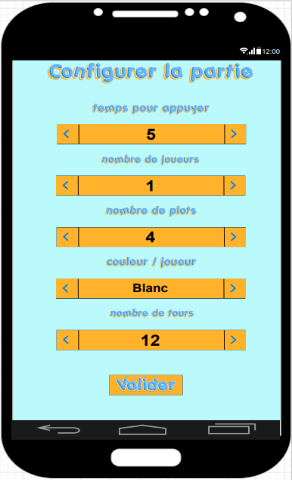 12:00
Configurer la partie
temps pour appuyer
< 5 >
nombre de joueurs
< 1 >
nombre de plots
< 4 >
couleur / joueur
< Blanc >
nombre de tours
< 12 >
Valider